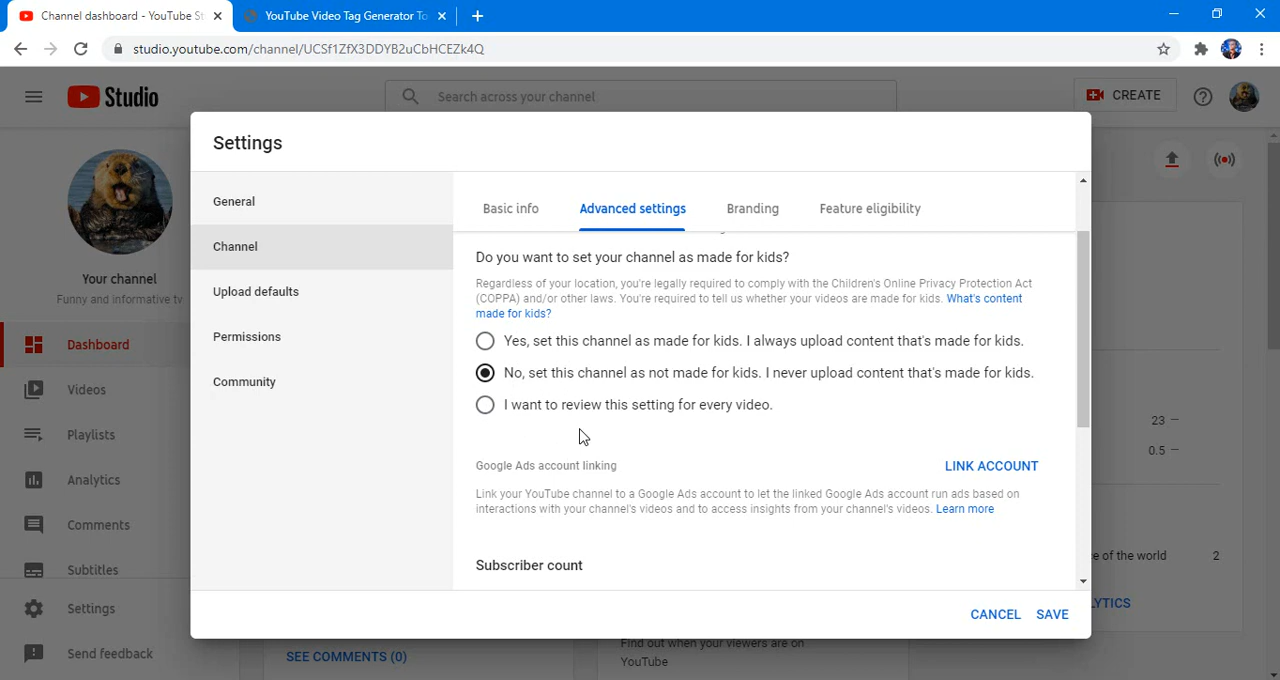 Channel dashboard - YouTube St
YouTube Video Tag Generator To
studio.youtube.com/channel/UCSf1ZfX3DDYB2uCbHCEZk4Q
Studio
Search across your channel
CREATE
Settings
General
Channel
Upload defaults
Permissions
Community
Basic info
Advanced settings
Branding
Feature eligibility
Do you want to set your channel as made for kids?
Regardless of your location, you're legally required to comply with the Children's Online Privacy Protection Act
(COPPA) and/or other laws. You're required to tell us whether your videos are made for kids. What's content
made for kids?
Yes, set this channel as made for kids. I always upload content that's made for kids.
No, set this channel as not made for kids. I never upload content that's made for kids.
I want to review this setting for every video.
Google Ads account linking
LINK ACCOUNT
Link your YouTube channel to a Google Ads account to let the linked Google Ads account run ads based on
interactions with your channel's videos and to access insights from your channel's videos. Learn more
Subscriber count
CANCEL
SAVE
Your channel
Funny and informative tv
Dashboard
Videos
Playlists
Analytics
Comments
Subtitles
Settings
Send feedback
23 —
0.5 —
e of the world 2
LYTICS
SEE COMMENTS (0)
Find out when your viewers are on
YouTube